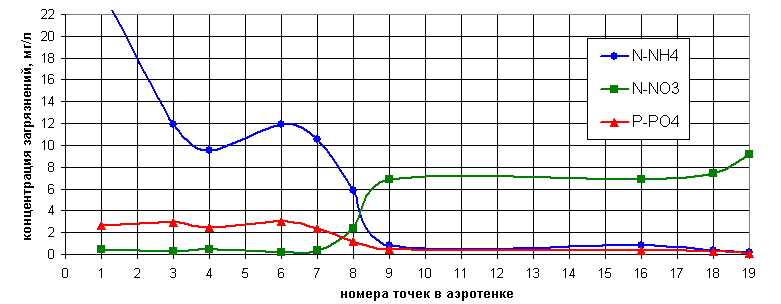 концентрация загрязнений, мг/л
22
20
18
16
14
12
10
8
6
4
2
0
N-NH4
N-NO3
P-PO4
0 1 2 3 4 5 6 7 8 9 10 11 12 13 14 15 16 17 18 19
номера точек в аэротенке